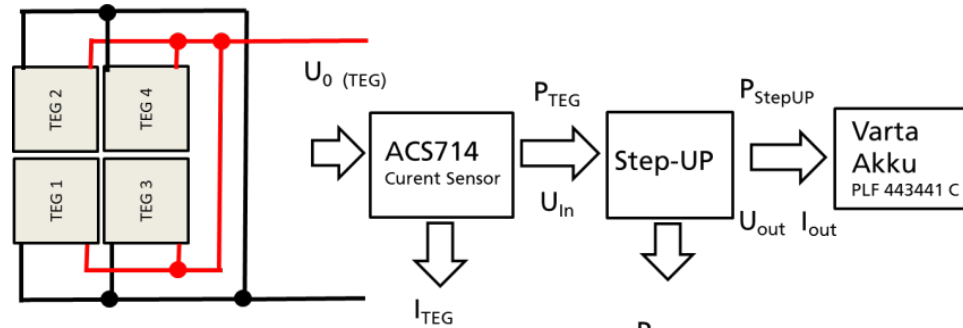 TEG 2
TEG 4
TEG 1
TEG 3
U0 (TEG)
ACS714
Curent Sensor
ITEG
PTEG
UIn
Step-UP
PStepUP
Uout Iout
Varta
Akku
PLF 443441 C